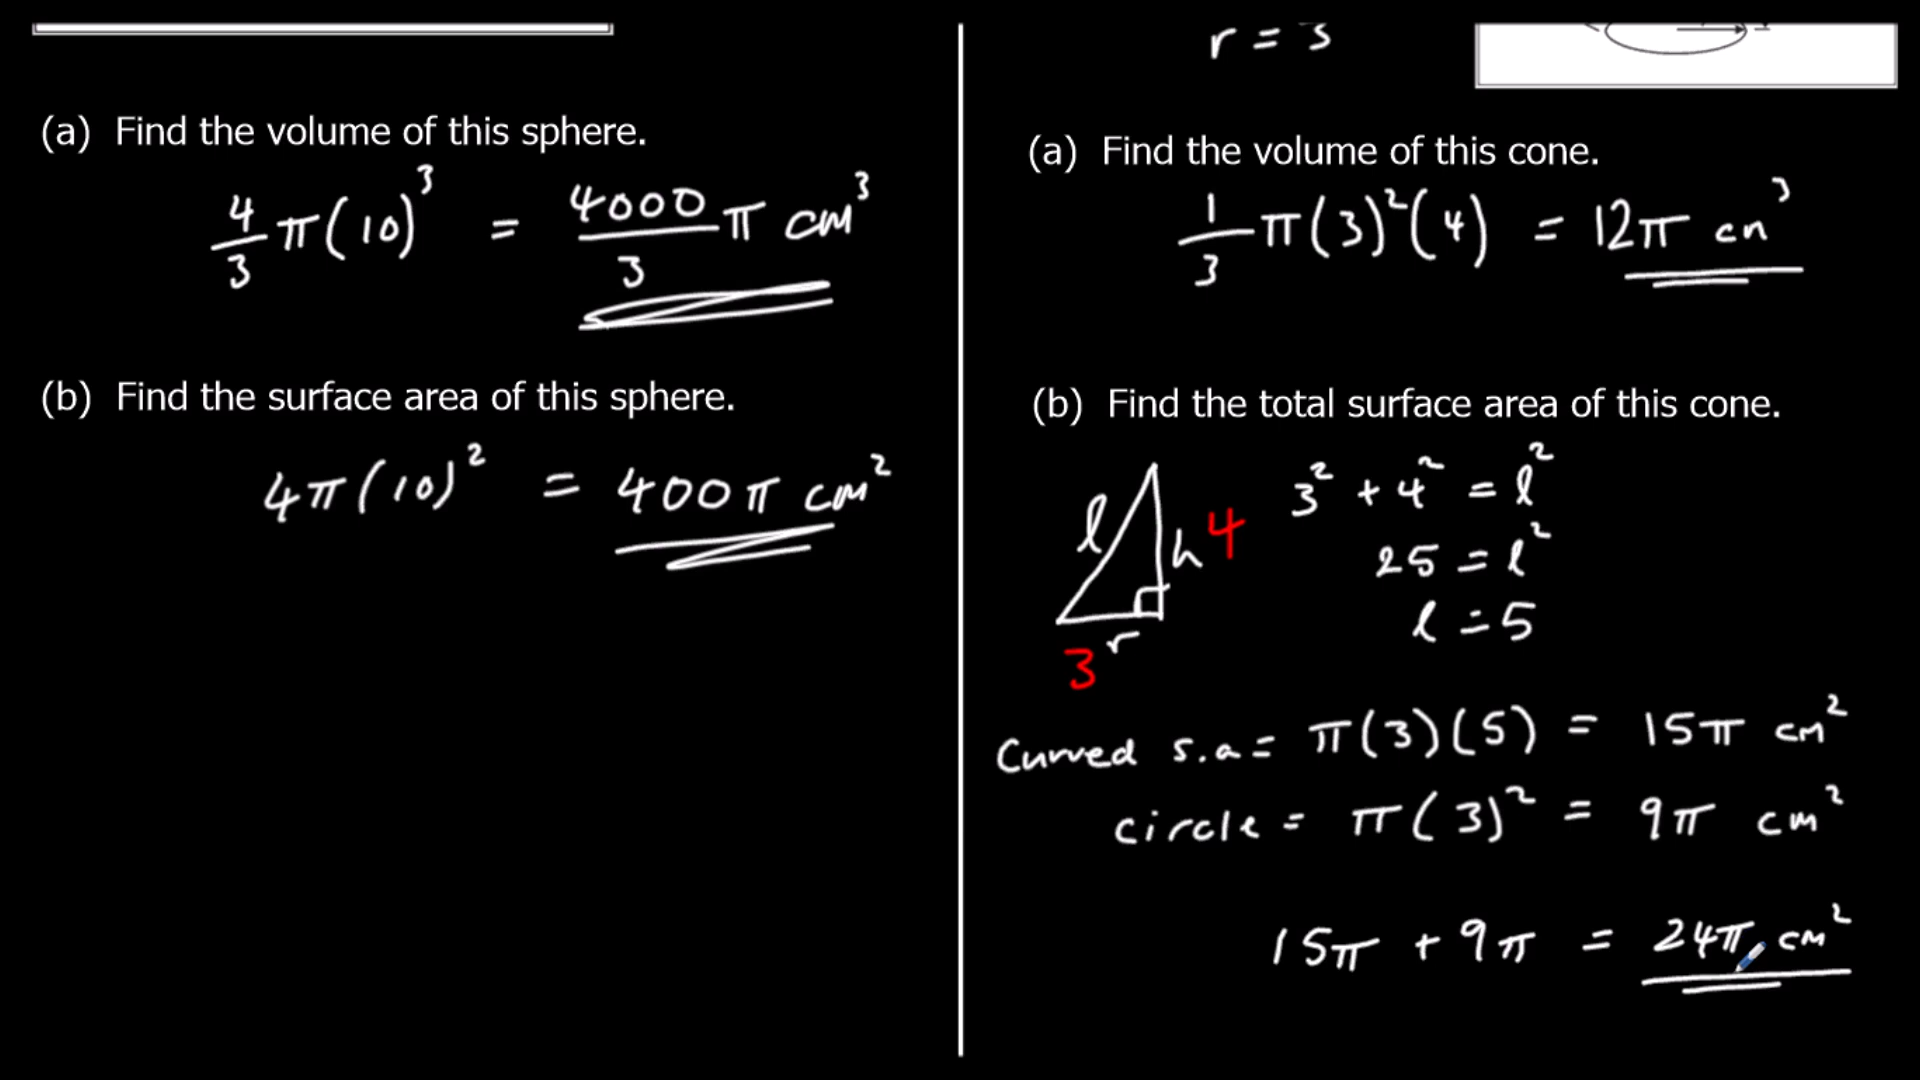 (a) Find the volume of this sphere.
4/3 π(10)³ = 4000/3 π cm³
(b) Find the surface area of this sphere.
4π(10)² = 400π cm²
r = 3
(a) Find the volume of this cone.
1/3 π(3)²(4) = 12π cm³
(b) Find the total surface area of this cone.
l
h 4
3 r
3² + 4² = l²
25 = l²
l = 5
Curved s.a = π(3)(5) = 15π cm²
circle = π(3)² = 9π cm²
15π + 9π = 24π cm²